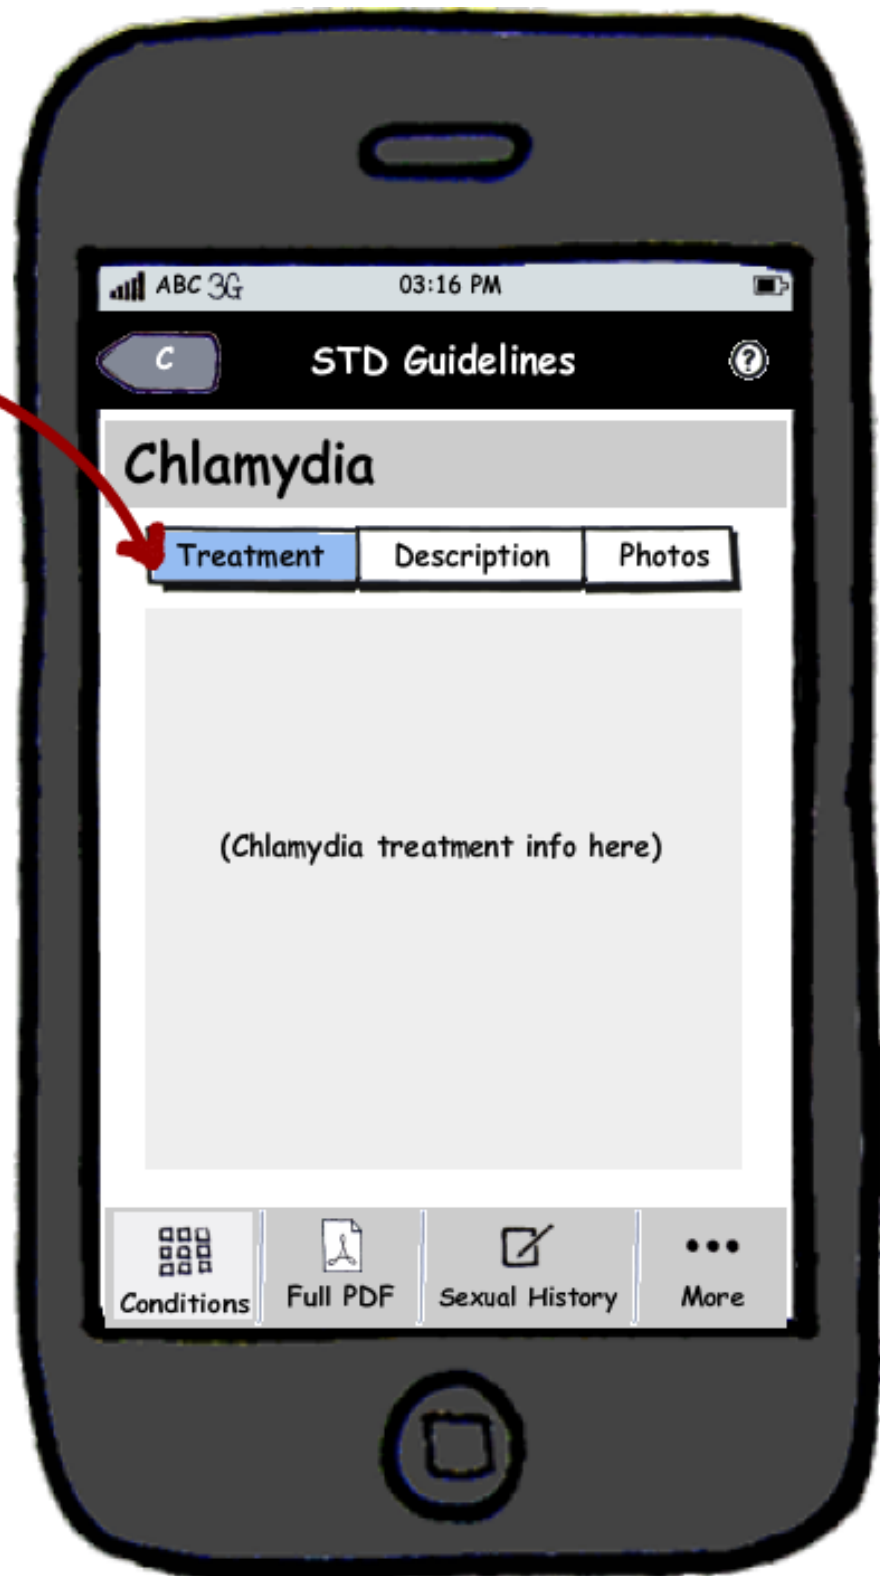 ABC 3G 03:16 PM
C STD Guidelines ?
Chlamydia
Treatment Description Photos
(Chlamydia treatment info here)
Conditions Full PDF Sexual History More